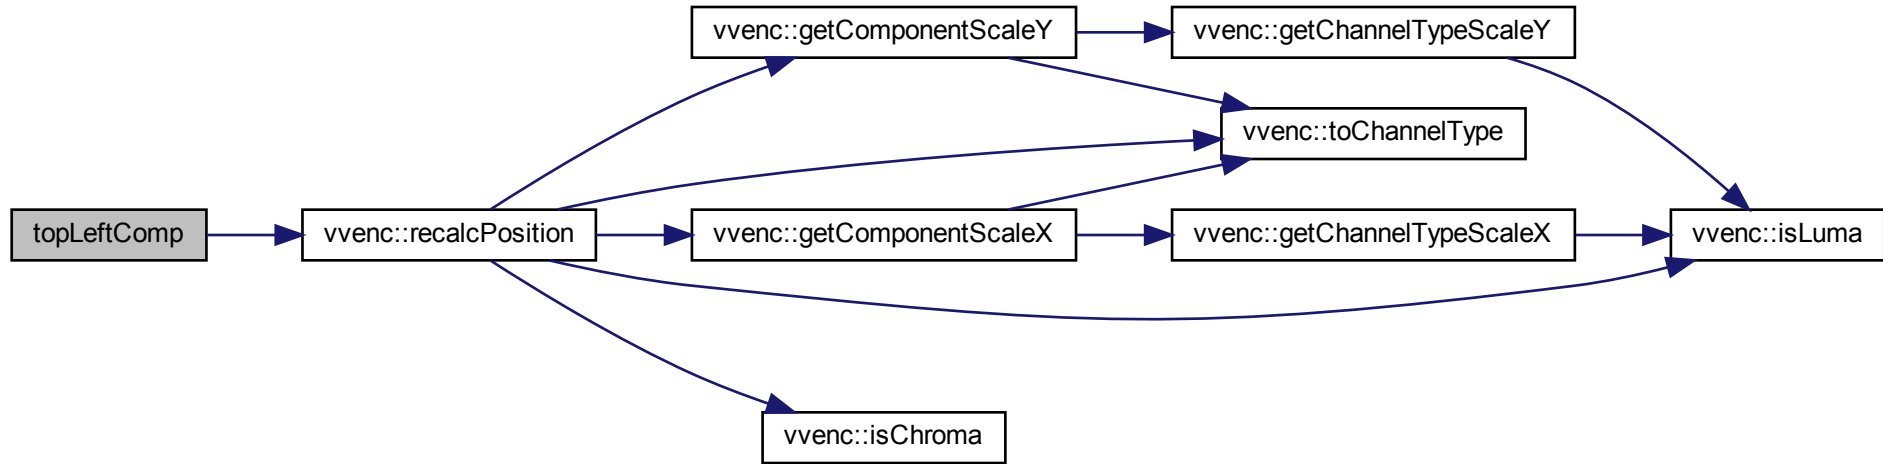 vvenc::getComponentScaleY
vvenc::getChannelTypeScaleY
vvenc::toChannelType
topLeftComp
vvenc::recalcPosition
vvenc::getComponentScaleX
vvenc::getChannelTypeScaleX
vvenc::isLuma
vvenc::isChroma